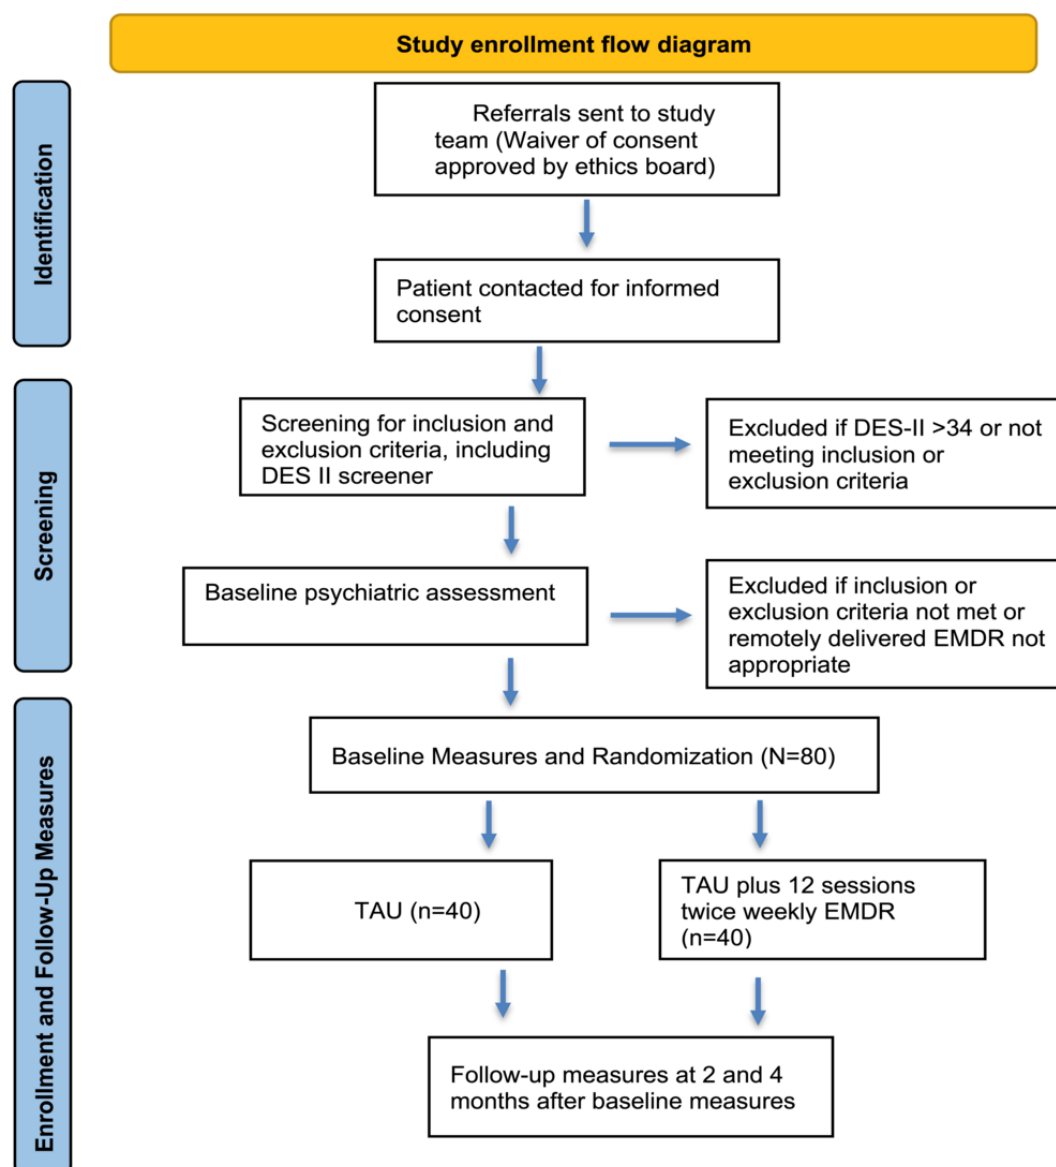 Study enrollment flow diagram
Identification
Referrals sent to study
team (Waiver of consent
approved by ethics board)
Patient contacted for informed
consent
Screening
Screening for inclusion and
exclusion criteria, including
DES II screener
Excluded if DES-II >34 or not
meeting inclusion or
exclusion criteria
Baseline psychiatric assessment
Excluded if inclusion or
exclusion criteria not met or
remotely delivered EMDR not
appropriate
Enrollment and Follow-Up Measures
Baseline Measures and Randomization (N=80)
TAU (n=40)
TAU plus 12 sessions
twice weekly EMDR
(n=40)
Follow-up measures at 2 and 4
months after baseline measures